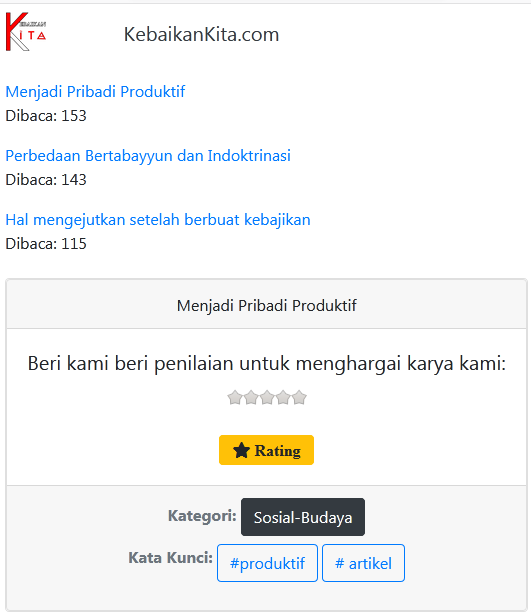 KEBAIKAN
KiTA
KebaikanKita.com
Menjadi Pribadi Produktif
Dibaca: 153
Perbedaan Bertabayyun dan Indoktrinasi
Dibaca: 143
Hal mengejutkan setelah berbuat kebajikan
Dibaca: 115
Menjadi Pribadi Produktif
Beri kami beri penilaian untuk menghargai karya kami:
Rating
Kategori: Sosial-Budaya
Kata Kunci: #produktif # artikel